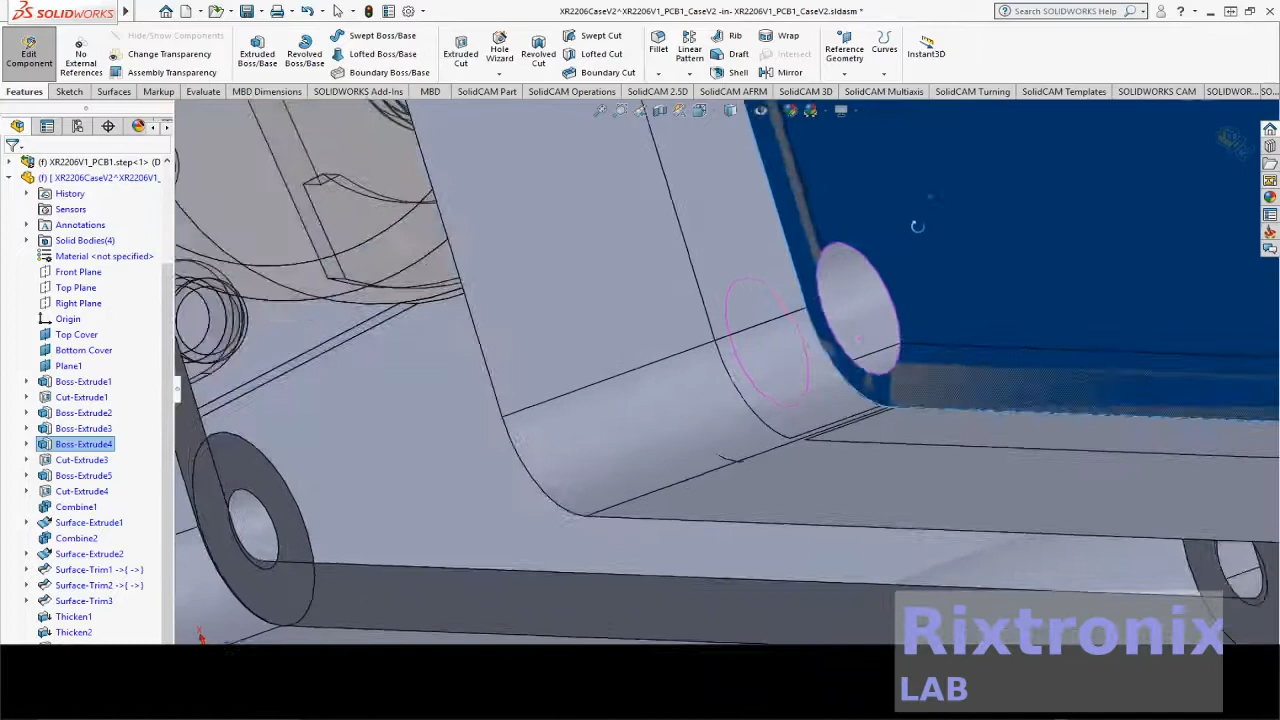 SOLIDWORKS
XR2206CaseV2^XR2206V1_PCB1_CaseV2 -in- XR2206V1_PCB1_CaseV2.sldasm *
Search SOLIDWORKS Help
Edit Component
No External References
Hide/Show Components
Change Transparency
Assembly Transparency
Extruded Boss/Base
Revolved Boss/Base
Swept Boss/Base
Lofted Boss/Base
Boundary Boss/Base
Extruded Cut
Hole Wizard
Revolved Cut
Swept Cut
Lofted Cut
Boundary Cut
Fillet
Linear Pattern
Rib
Draft
Shell
Wrap
Intersect
Mirror
Reference Geometry
Curves
Instant3D
Features
Sketch
Surfaces
Markup
Evaluate
MBD Dimensions
SOLIDWORKS Add-Ins
MBD
SolidCAM Part
SolidCAM Operations
SolidCAM 2.5D
SolidCAM AFRM
SolidCAM 3D
SolidCAM Multiaxis
SolidCAM Turning
SolidCAM Templates
SOLIDWORKS CAM
SOLIDWOR...
So
(f) XR2206V1_PCB1.step<1> (D
(f) [ XR2206CaseV2^XR2206V1_
History
Sensors
Annotations
Solid Bodies(4)
Material <not specified>
Front Plane
Top Plane
Right Plane
Origin
Top Cover
Bottom Cover
Plane1
Boss-Extrude1
Cut-Extrude1
Boss-Extrude2
Boss-Extrude3
Boss-Extrude4
Cut-Extrude3
Boss-Extrude5
Cut-Extrude4
Combine1
Surface-Extrude1
Combine2
Surface-Extrude2
Surface-Trim1 ->{ ->}
Surface-Trim2 ->{ ->}
Surface-Trim3
Thicken1
Thicken2
Rixtronix
LAB